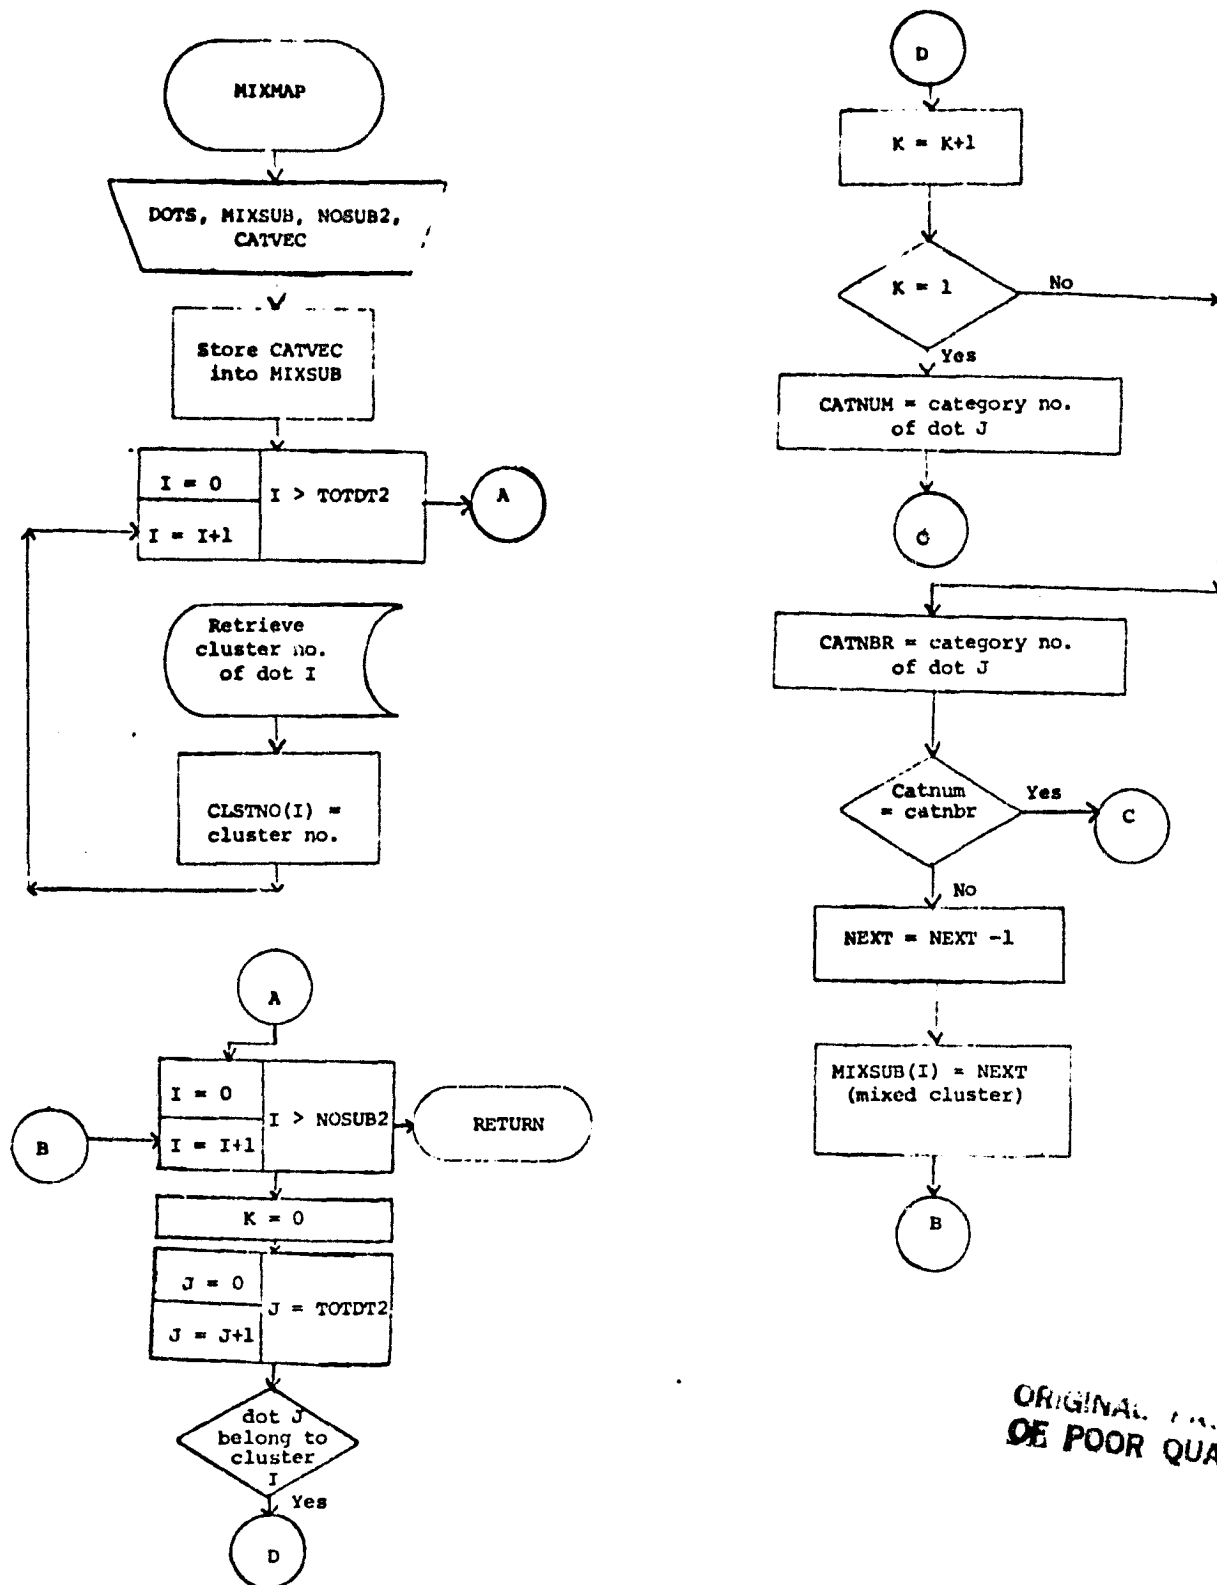 MIXMAP
DOTS, MIXSUB, NOSUB2,
CATVEC
Store CATVEC
into MIXSUB
I = 0
I > TOTDT2
I = I+1
A
Retrieve
cluster no.
of dot I
CLSTNO(I) =
cluster no.
A
I = 0
I > NOSUB2
I = I+1
RETURN
B
K = 0
J = 0
J = TOTDT2
J = J+1
dot J
belong to
cluster
I
Yes
D
D
K = K+1
K = 1
No
Yes
CATNUM = category no.
of dot J
C
CATNBR = category no.
of dot J
Catnum
= catnbr
Yes
C
No
NEXT = NEXT -1
MIXSUB(I) = NEXT
(mixed cluster)
B
ORIGINAL
OF POOR QUA